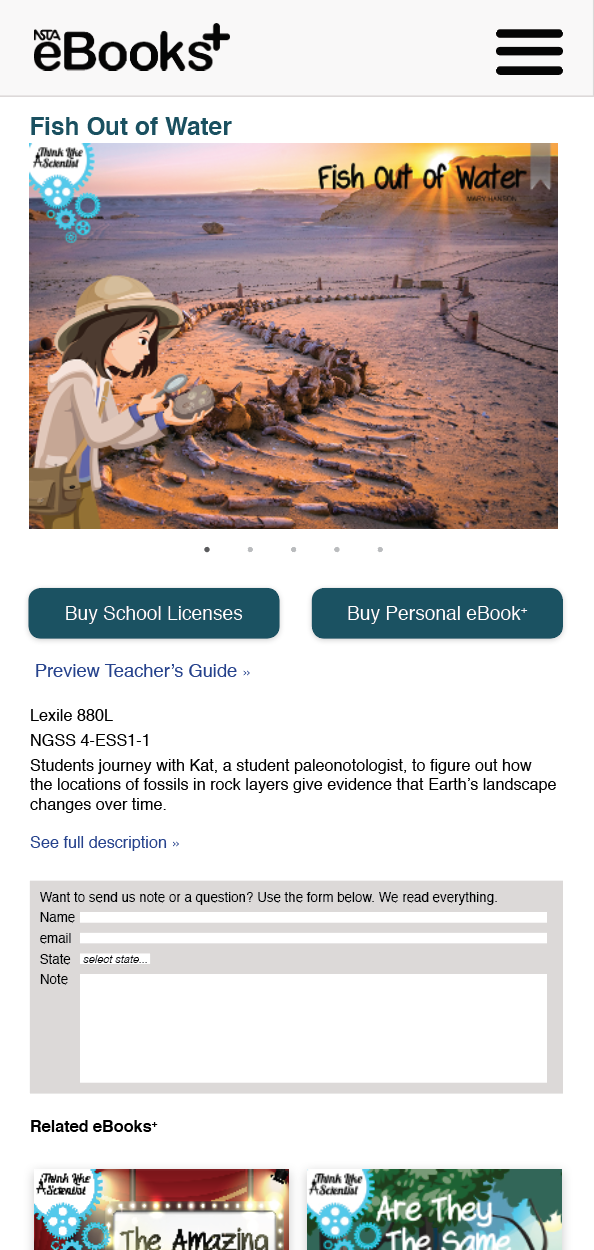 NSTA
eBooks+
Fish Out of Water
Think Like
A Scientist
Fish Out of Water
MARY HANSON
Buy School Licenses
Buy Personal eBook+
Preview Teacher's Guide »
Lexile 880L
NGSS 4-ESS1-1
Students journey with Kat, a student paleonotologist, to figure out how
the locations of fossils in rock layers give evidence that Earth's landscape
changes over time.
See full description »
Want to send us note or a question? Use the form below. We read everything.
Name
email
State select state...
Note
Related eBooks+
Think Like
A Scientist
The Amazing
Think Like
A Scientist
Are They
The Same